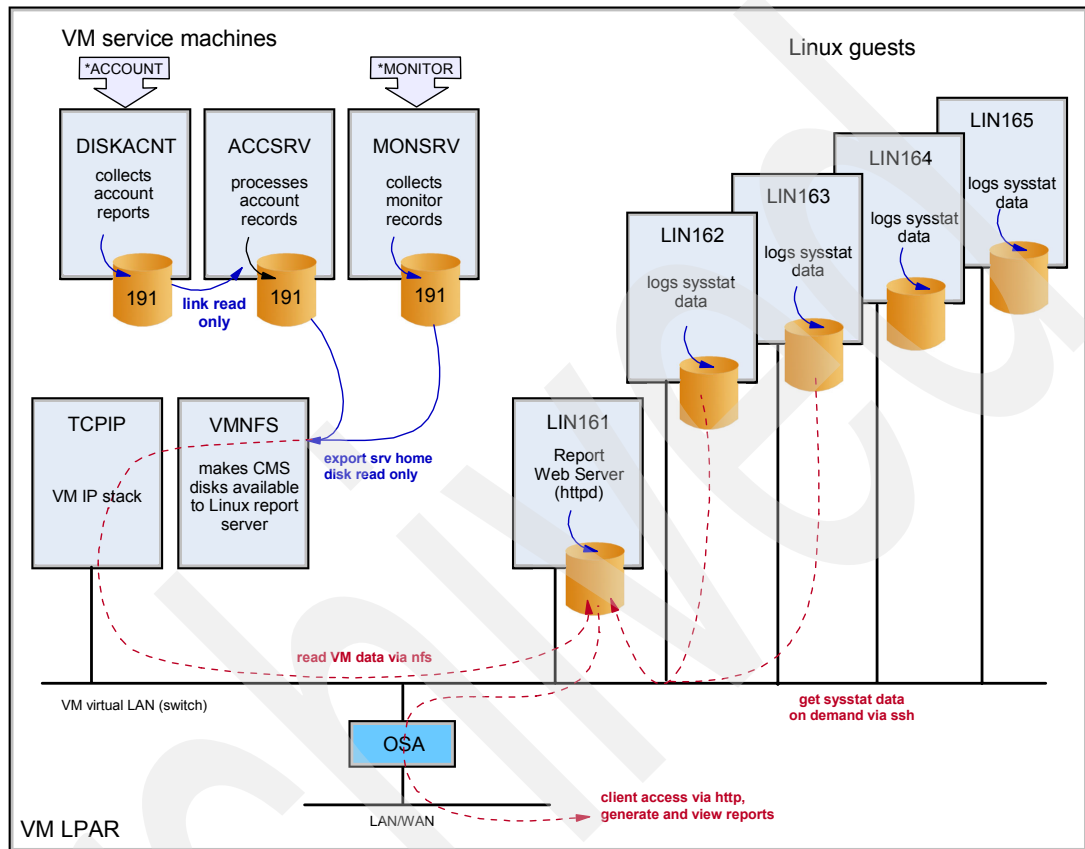 VM service machines
Linux guests
*ACCOUNT
*MONITOR
DISKACNT
collects
account
reports
191
link read
only
ACCSRV
processes
account
records
191
MONSRV
collects
monitor
records
191
LIN165
logs sysstat
data
LIN164
logs sysstat
data
LIN163
logs sysstat
data
LIN162
logs sysstat
data
TCPIP
VM IP stack
VMNFS
makes CMS
disks available
to Linux report
server
export srv home
disk read only
LIN161
Report
Web Server
(httpd)
read VM data via nfs
VM virtual LAN (switch)
get sysstat data
on demand via ssh
OSA
LAN/WAN
client access via http,
generate and view reports
VM LPAR